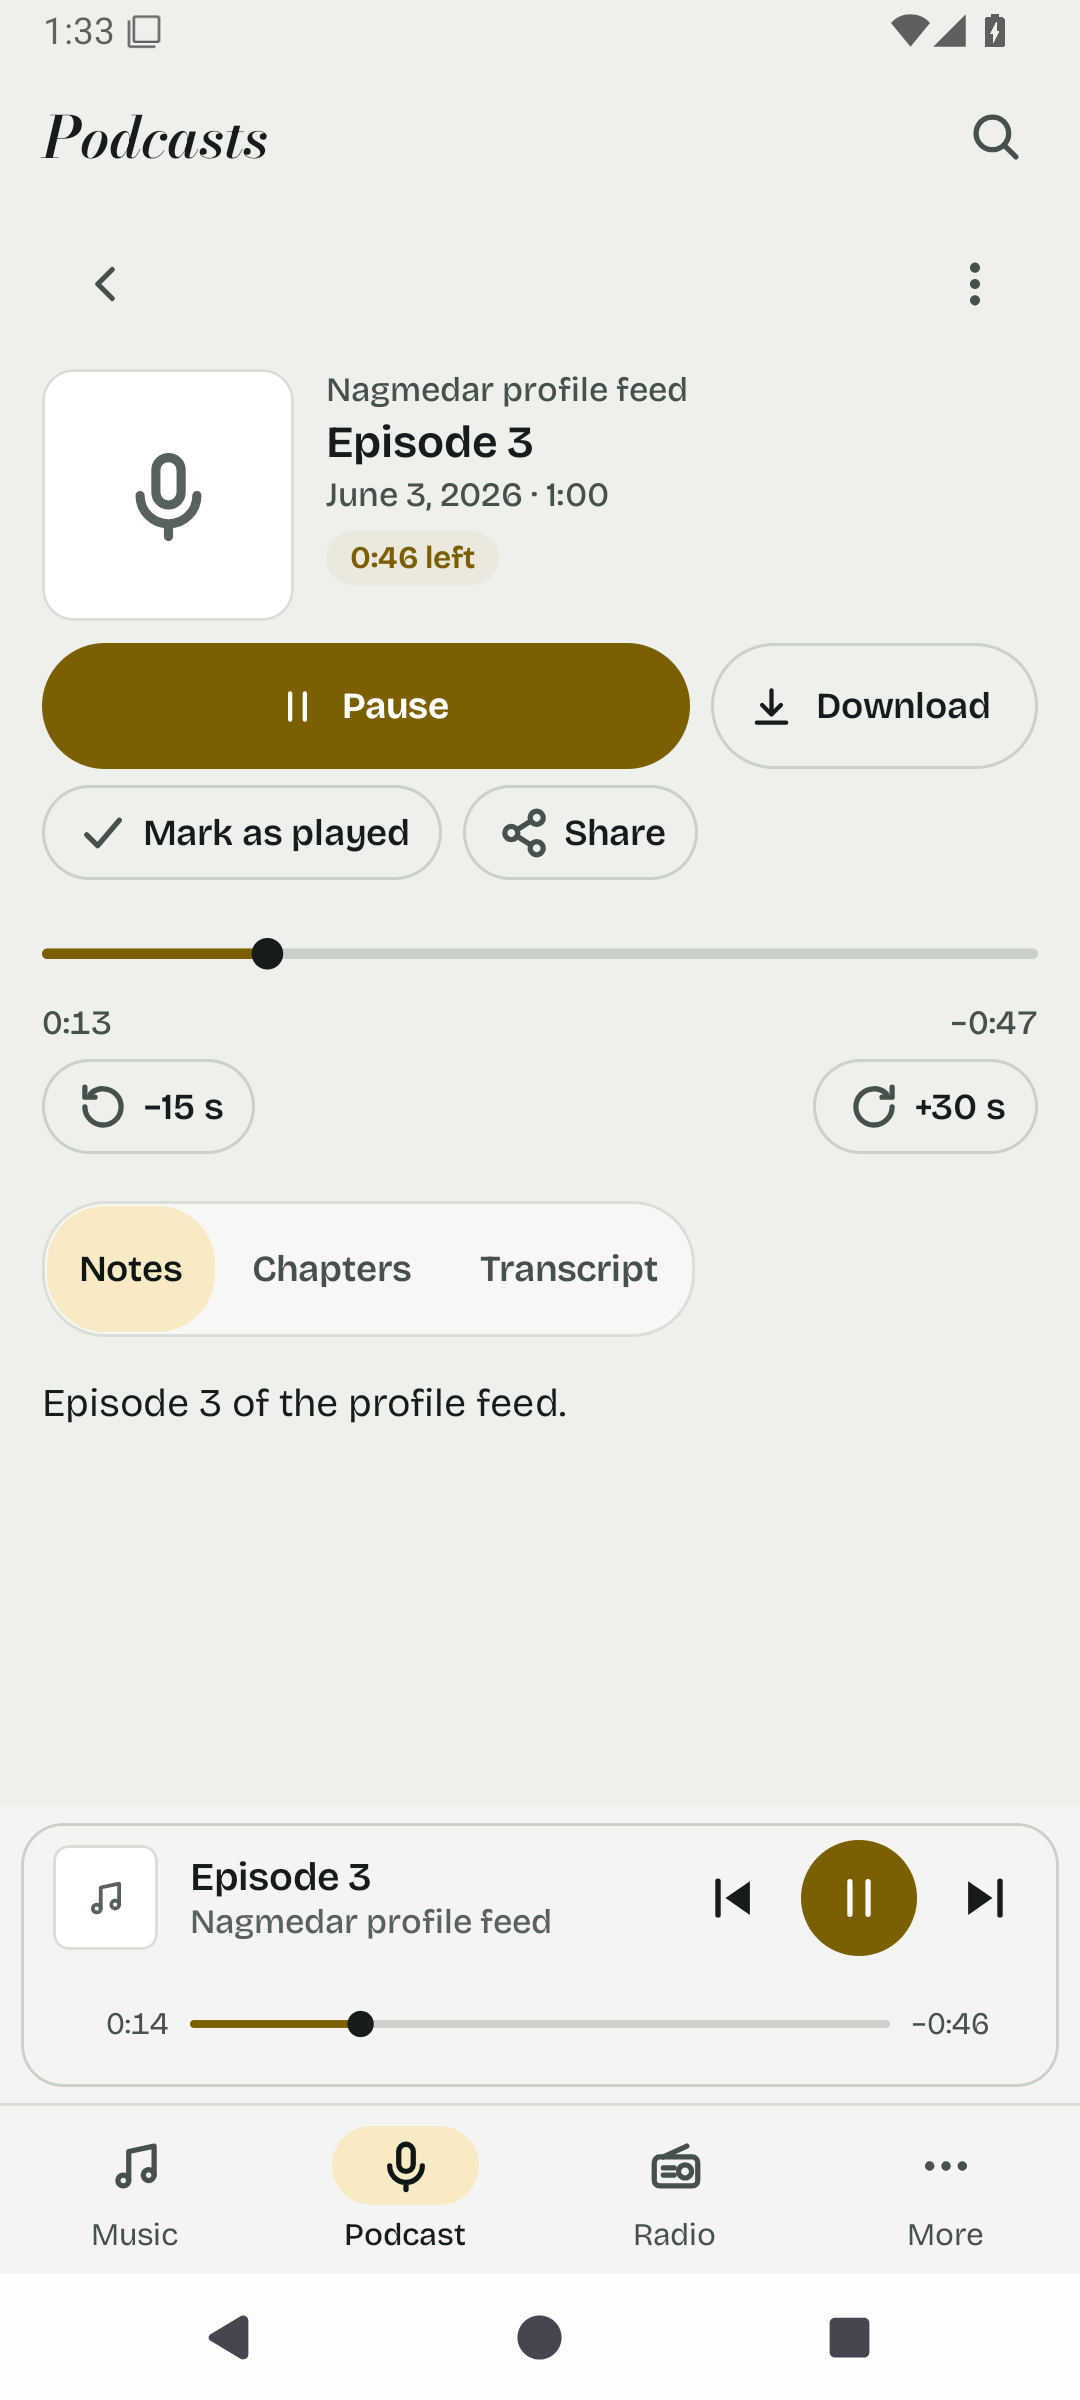 1:33
Podcasts
Nagmedar profile feed
Episode 3
June 3, 2026 · 1:00
0:46 left
Pause
Download
Mark as played
Share
0:13
−0:47
−15 s
+30 s
Notes
Chapters
Transcript
Episode 3 of the profile feed.
Episode 3
Nagmedar profile feed
0:14
−0:46
Music
Podcast
Radio
More